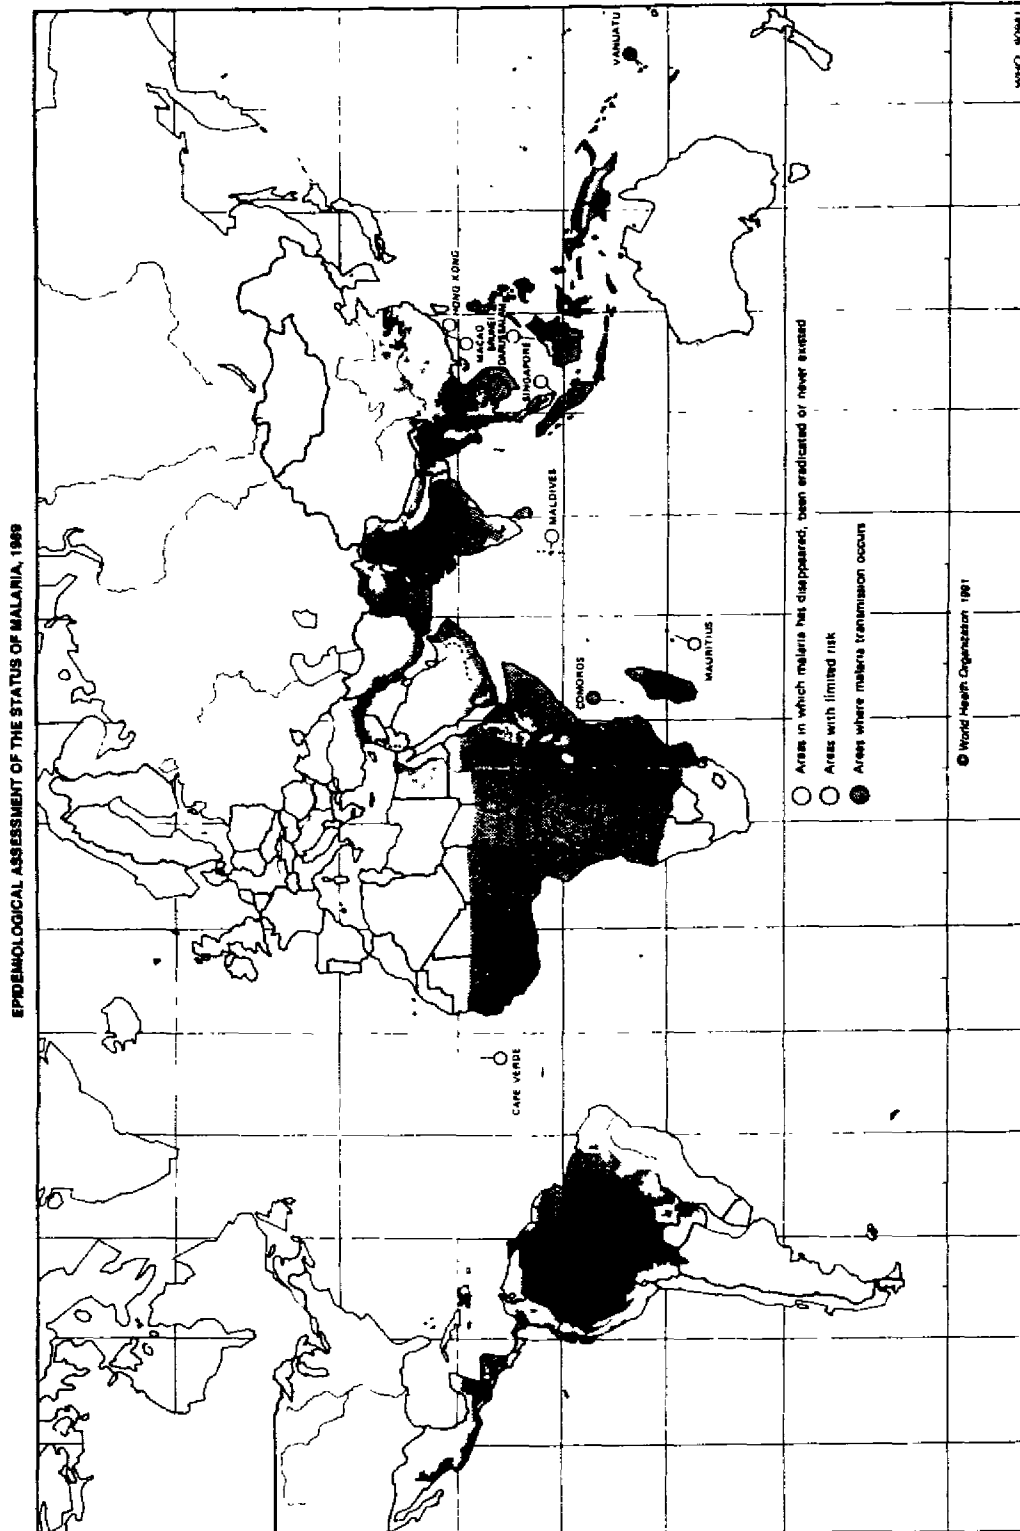 EPIDEMIOLOGICAL ASSESSMENT OF THE STATUS OF MALARIA, 1989
VANUATU
HONG KONG
MACAO
BRUNEI
DARUSSALAM
SINGAPORE
MALDIVES
COMOROS
MAURITIUS
CAPE VERDE
Areas in which malaria has disappeared, been eradicated or never existed
Areas with limited risk
Areas where malaria transmission occurs
© World Health Organization 1991
WHO